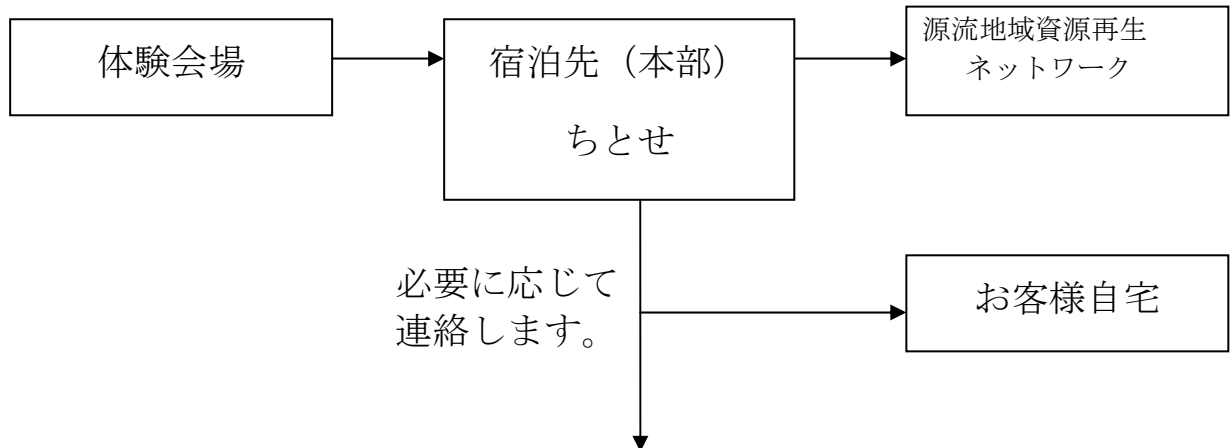 体験会場
宿泊先（本部）
ちとせ
源流地域資源再生
ネットワーク
必要に応じて
連絡します。
お客様自宅